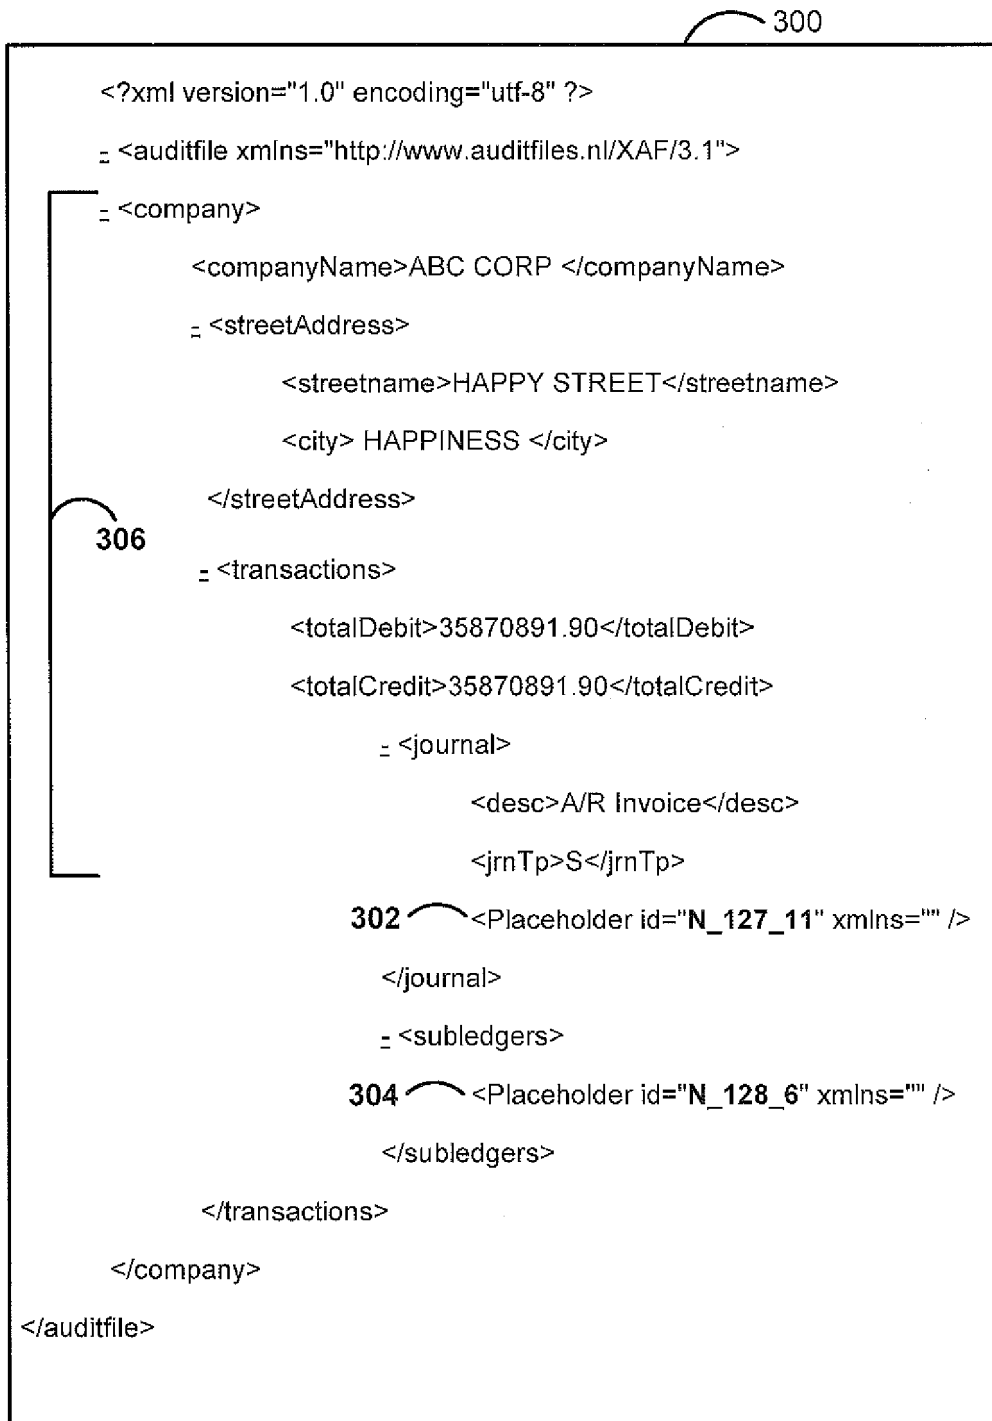 300
<?xml version="1.0" encoding="utf-8" ?>
- <auditfile xmlns="http://www.auditfiles.nl/XAF/3.1">
- <company>
<companyName>ABC CORP </companyName>
- <streetAddress>
<streetname>HAPPY STREET</streetname>
<city> HAPPINESS </city>
</streetAddress>
306
- <transactions>
<totalDebit>35870891.90</totalDebit>
<totalCredit>35870891.90</totalCredit>
- <journal>
<desc>A/R Invoice</desc>
<jrnTp>S</jrnTp>
302 <Placeholder id="N_127_11" xmlns="" />
</journal>
- <subledgers>
304 <Placeholder id="N_128_6" xmlns="" />
</subledgers>
</transactions>
</company>
</auditfile>